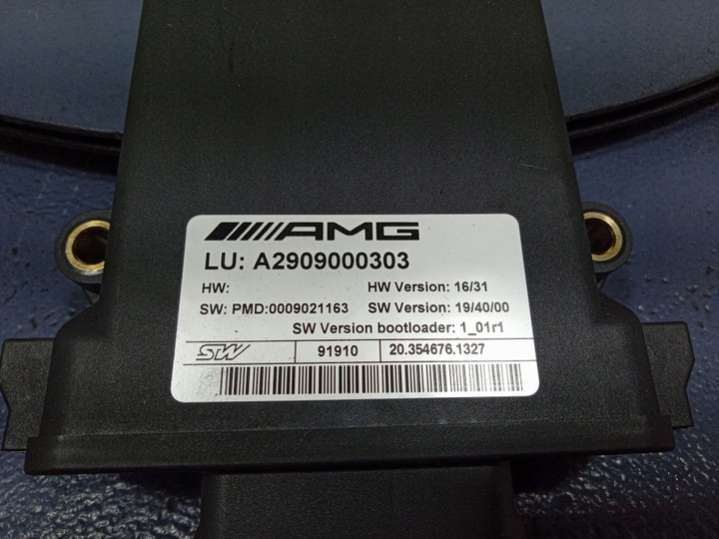 AMG
LU: A2909000303
HW: HW Version: 16/31
SW: PMD:0009021163 SW Version: 19/40/00
SW Version bootloader: 1_01r1
STW 91910 20.354676.1327